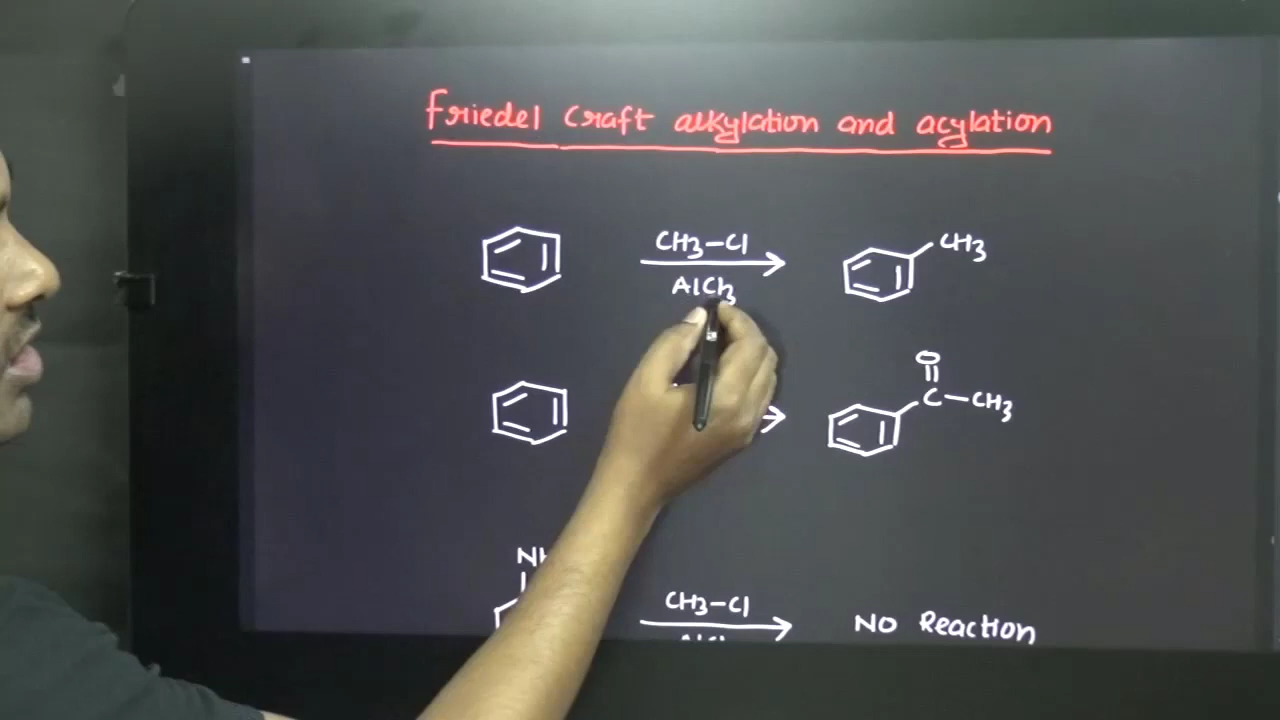 Friedel craft alkylation and acylation
CH3-Cl
AlCl3
CH3
O
C-CH3
CH3-Cl
NO Reaction